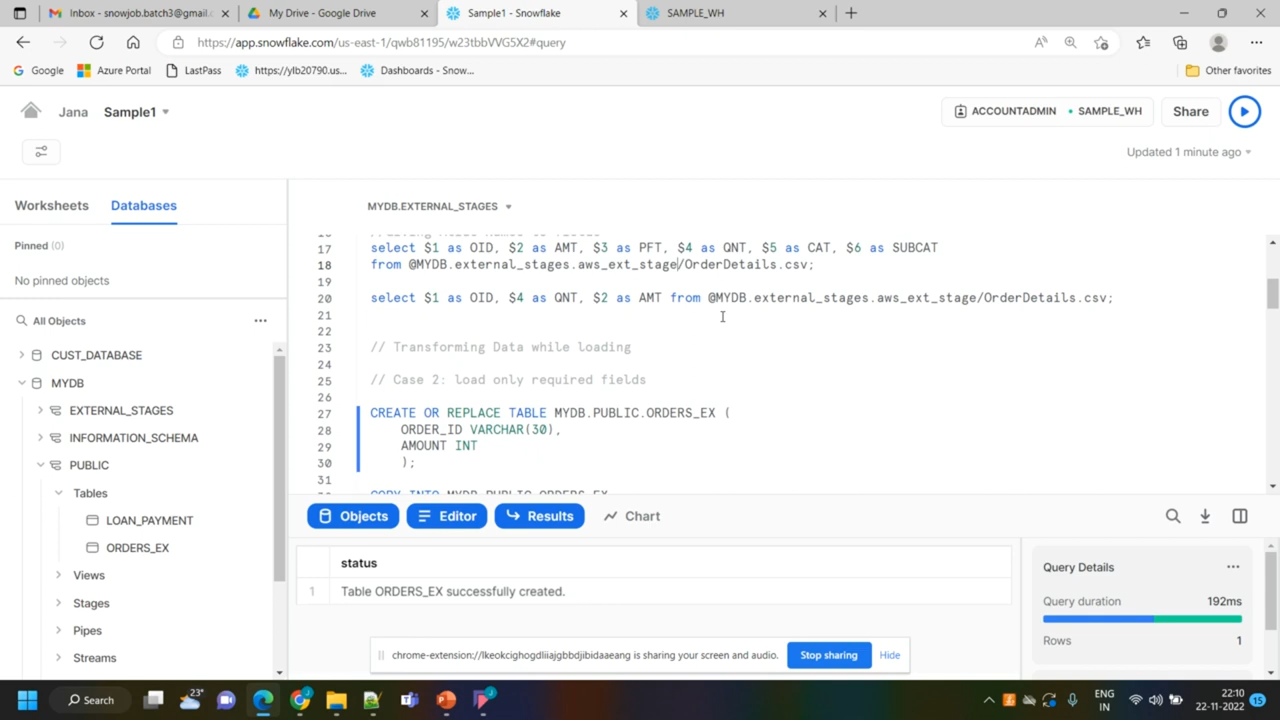 Inbox - snowjob.batch3@gmail.c
My Drive - Google Drive
Sample1 - Snowflake
SAMPLE_WH
https://app.snowflake.com/us-east-1/qwb81195/w23tbbVVG5X2#query
Google
Azure Portal
LastPass
https://ylb20790.us...
Dashboards - Snow...
Other favorites
Jana
Sample1
ACCOUNTADMIN
SAMPLE_WH
Share
Updated 1 minute ago
Worksheets
Databases
Pinned (0)
No pinned objects
All Objects
CUST_DATABASE
MYDB
EXTERNAL_STAGES
INFORMATION_SCHEMA
PUBLIC
Tables
LOAN_PAYMENT
ORDERS_EX
Views
Stages
Pipes
Streams
MYDB.EXTERNAL_STAGES
17 select $1 as OID, $2 as AMT, $3 as PFT, $4 as QNT, $5 as CAT, $6 as SUBCAT
18 from @MYDB.external_stages.aws_ext_stage/OrderDetails.csv;
19
20 select $1 as OID, $4 as QNT, $2 as AMT from @MYDB.external_stages.aws_ext_stage/OrderDetails.csv;
21
22
23 // Transforming Data while loading
24
25 // Case 2: load only required fields
26
27 CREATE OR REPLACE TABLE MYDB.PUBLIC.ORDERS_EX (
28 ORDER_ID VARCHAR(30),
29 AMOUNT INT
30 );
31
COPY INTO MYDB.PUBLIC.ORDERS_EX
Objects
Editor
Results
Chart
status
1 Table ORDERS_EX successfully created.
Query Details
Query duration 192ms
Rows 1
chrome-extension://lkeokcighogdliiajgbbdjibidaaeang is sharing your screen and audio.
Stop sharing
Hide
23°
Search
ENG
IN
22:10
22-11-2022
15